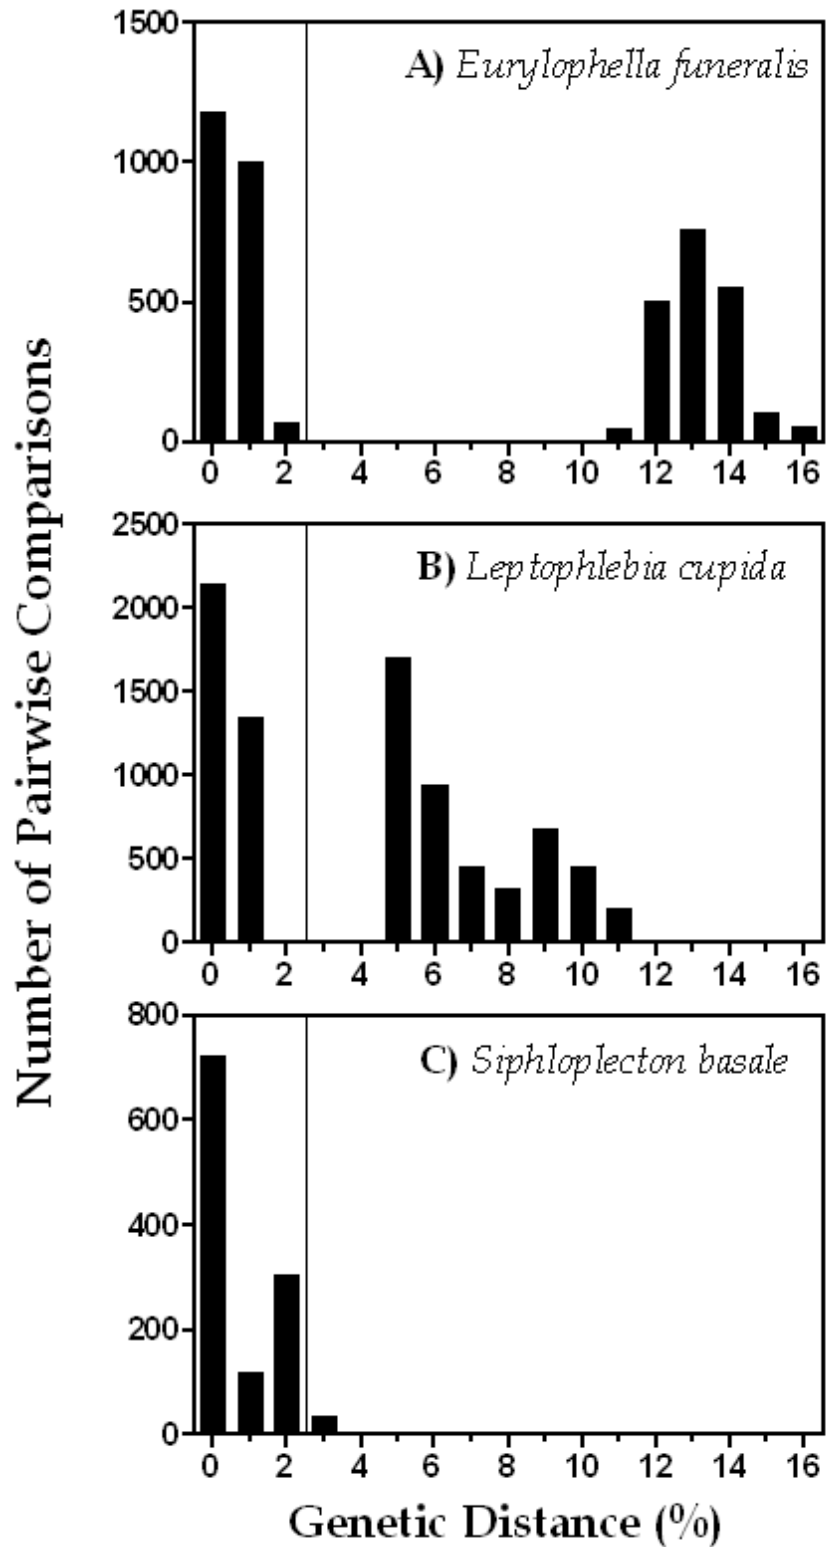 Number of Pairwise Comparisons
A) Eurylophella funeralis
1500
1000
500
0
0 2 4 6 8 10 12 14 16
B) Leptophlebia cupida
2500
2000
1500
1000
500
0
0 2 4 6 8 10 12 14 16
C) Siphloplecton basale
800
600
400
200
0
0 2 4 6 8 10 12 14 16
Genetic Distance (%)